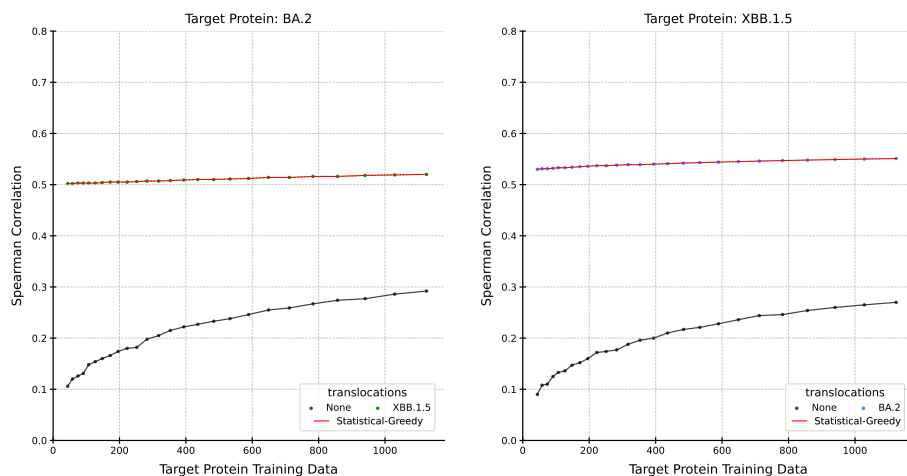 Target Protein: BA.2
0.8
0.7
0.6
0.5
0.4
0.3
0.2
0.1
0.0
Spearman Correlation
0 200 400 600 800 1000
Target Protein Training Data
translocations
None XBB.1.5
Statistical-Greedy
Target Protein: XBB.1.5
0.8
0.7
0.6
0.5
0.4
0.3
0.2
0.1
0.0
Spearman Correlation
0 200 400 600 800 1000
Target Protein Training Data
translocations
None BA.2
Statistical-Greedy